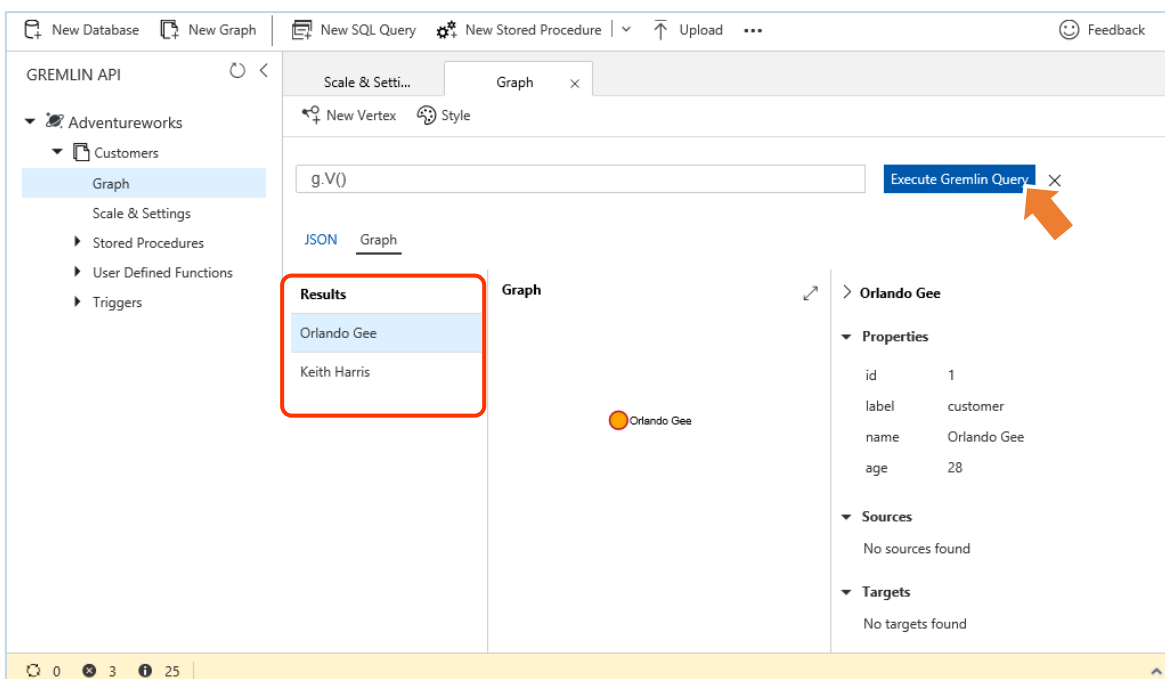 New Database New Graph New SQL Query New Stored Procedure Upload ... Feedback
GREMLIN API
Adventureworks
Customers
Graph
Scale & Settings
Stored Procedures
User Defined Functions
Triggers
Scale & Setti... Graph
New Vertex Style
g.V() Execute Gremlin Query
JSON Graph
Results
Orlando Gee
Keith Harris
Graph
Orlando Gee
Orlando Gee
Properties
id 1
label customer
name Orlando Gee
age 28
Sources
No sources found
Targets
No targets found
0 3 25